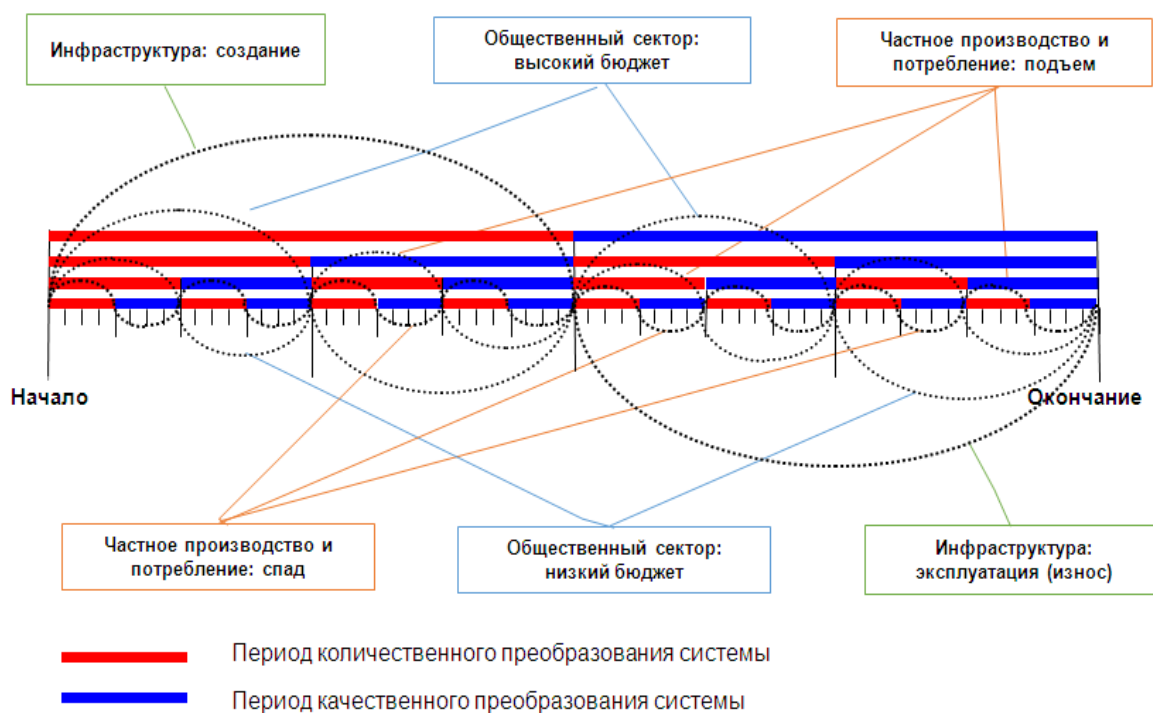 Инфраструктура: создание
Общественный сектор:
высокий бюджет
Частное производство и
потребление: подъем
Начало
Окончание
Частное производство и
потребление: спад
Общественный сектор:
низкий бюджет
Инфраструктура:
эксплуатация (износ)
Период количественного преобразования системы
Период качественного преобразования системы